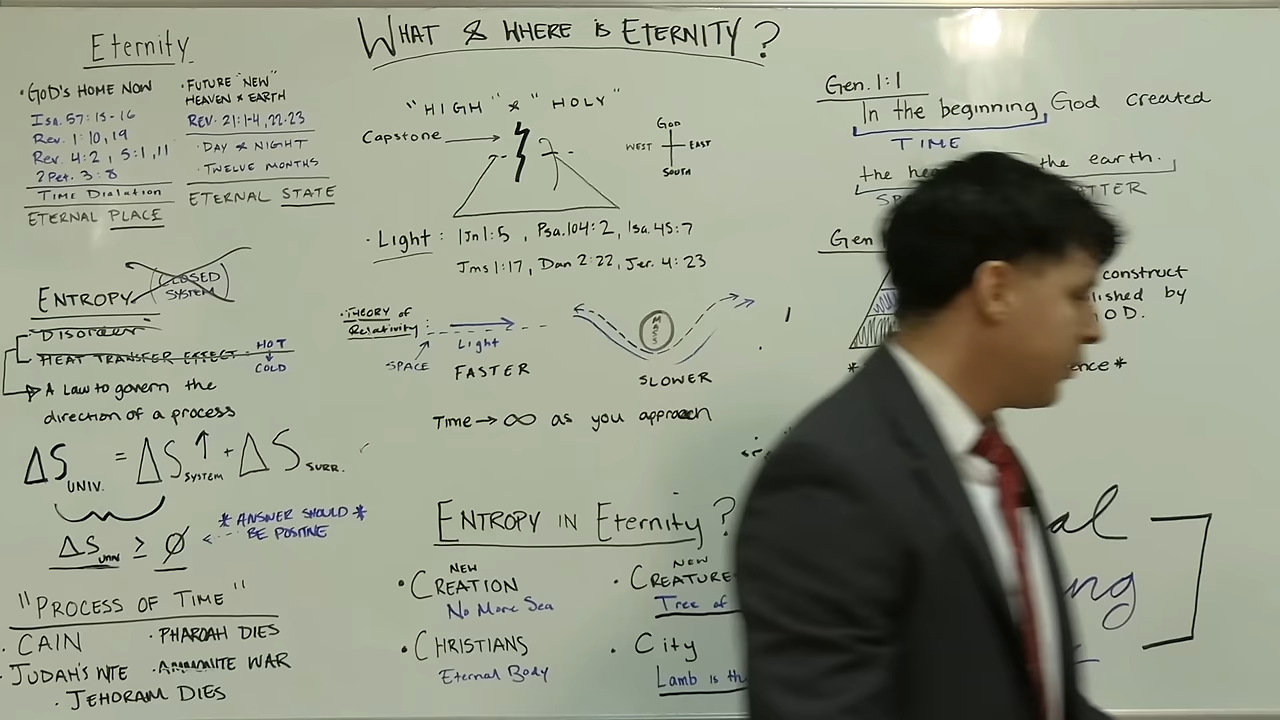 WHAT & WHERE IS ETERNITY?
Eternity
• GOD'S HOME NOW
Isa. 57:15-16
Rev. 1:10, 19
Rev. 4:2, 5:1, 11
2 Pet. 3:8
TIME DIALATION
ETERNAL PLACE
• FUTURE "NEW"
HEAVEN & EARTH
REV. 21:1-4, 22-23
• DAY & NIGHT
• TWELVE MONTHS
ETERNAL STATE
ENTROPY
CLOSED
SYSTEM
• DISORDER
HEAT TRANSFER EFFECT:
HOT
↓
COLD
A LAW to govern the
direction of a process
ΔS UNIV. = ΔS SYSTEM ↑ + ΔS SURR.
ΔS UNIV ≥ Ø
* ANSWER SHOULD *
BE POSITIVE
"PROCESS OF TIME"
• CAIN
• PHAROAH DIES
• JUDAH'S WIFE
• AMMONITE WAR
• JEHORAM DIES
"HIGH" & "HOLY"
Capstone
GOD
WEST
EAST
SOUTH
• Light: 1Jn 1:5, Psa. 104:2, Isa. 45:7
Jms 1:17, Dan 2:22, Jer. 4:23
• THEORY of
Relativity:
Light
SPACE
FASTER
MASS
SLOWER
Time → ∞ as you approach
ENTROPY IN Eternity?
• NEW
CREATION
No More Sea
• NEW
CREATURES
Tree of
• CHRISTIANS
Eternal Body
• City
Lamb is th
Gen. 1:1
In the beginning, God created
TIME
the hea the earth.
SP TTER
Gen
construct
lished by
OD.
* ence *
al
ng